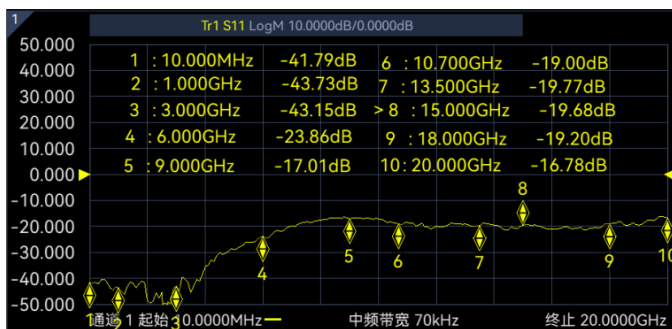 1
Tr1 S11 LogM 10.0000dB/0.0000dB
50.000
40.000
30.000
20.000
10.000
0.000
-10.000
-20.000
-30.000
-40.000
-50.000
1 : 10.000MHz -41.79dB 6 : 10.700GHz -19.00dB
2 : 1.000GHz -43.73dB 7 : 13.500GHz -19.77dB
3 : 3.000GHz -43.15dB > 8 : 15.000GHz -19.68dB
4 : 6.000GHz -23.86dB 9 : 18.000GHz -19.20dB
5 : 9.000GHz -17.01dB 10: 20.000GHz -16.78dB
8
4 5 6 7 9 10
1 2 3
通道 1 起始 10.0000MHz 中频带宽 70kHz 终止 20.0000GHz